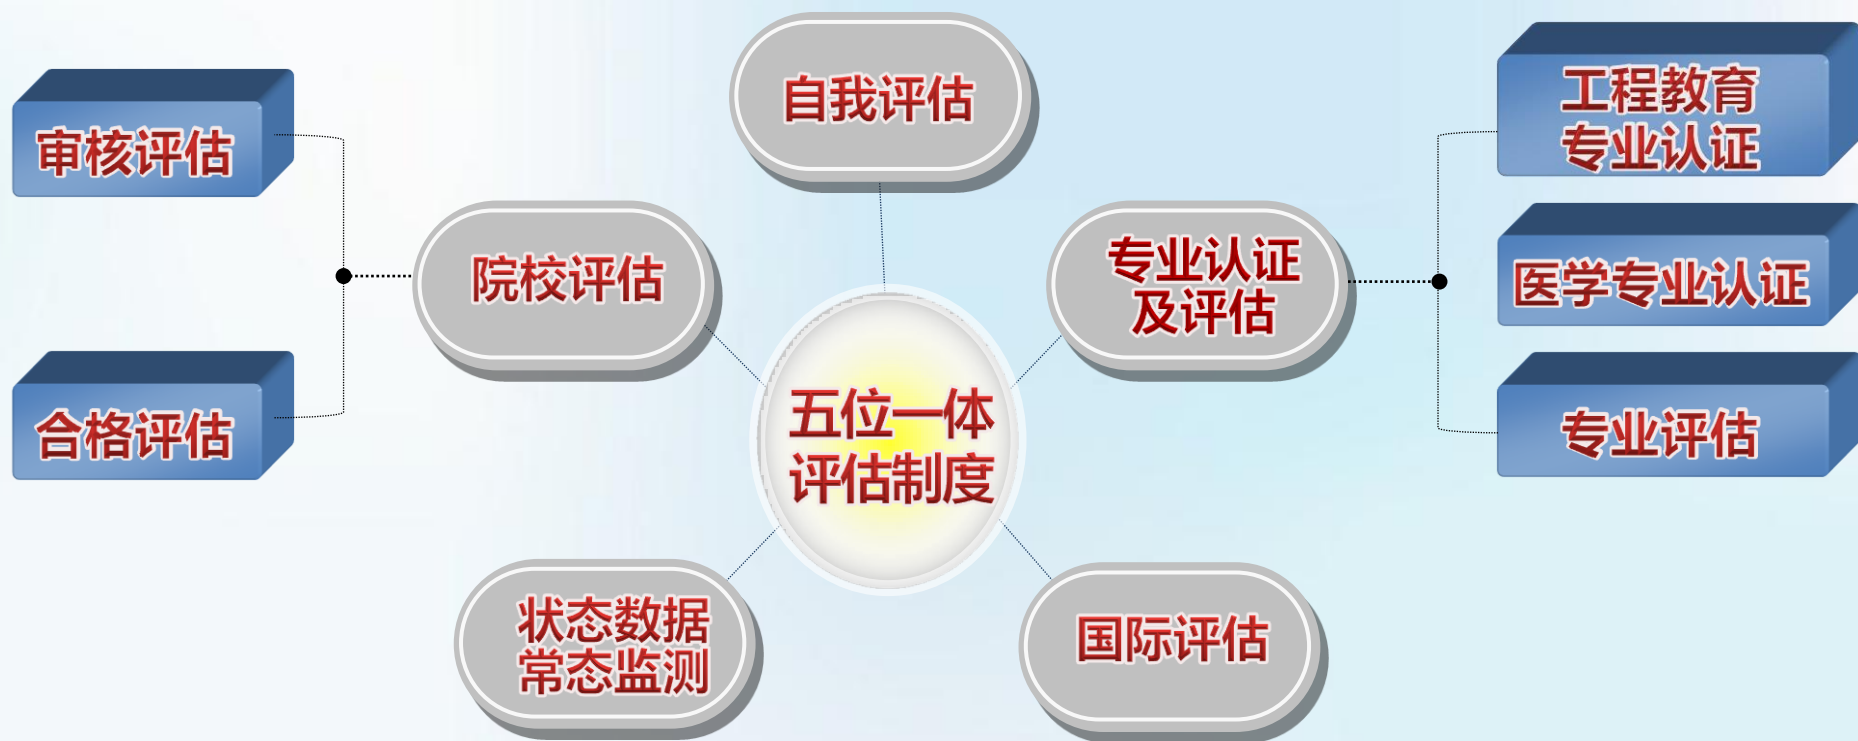 自我评估
审核评估
院校评估
合格评估
专业认证
及评估
工程教育
专业认证
医学专业认证
专业评估
五位一体
评估制度
状态数据
常态监测
国际评估